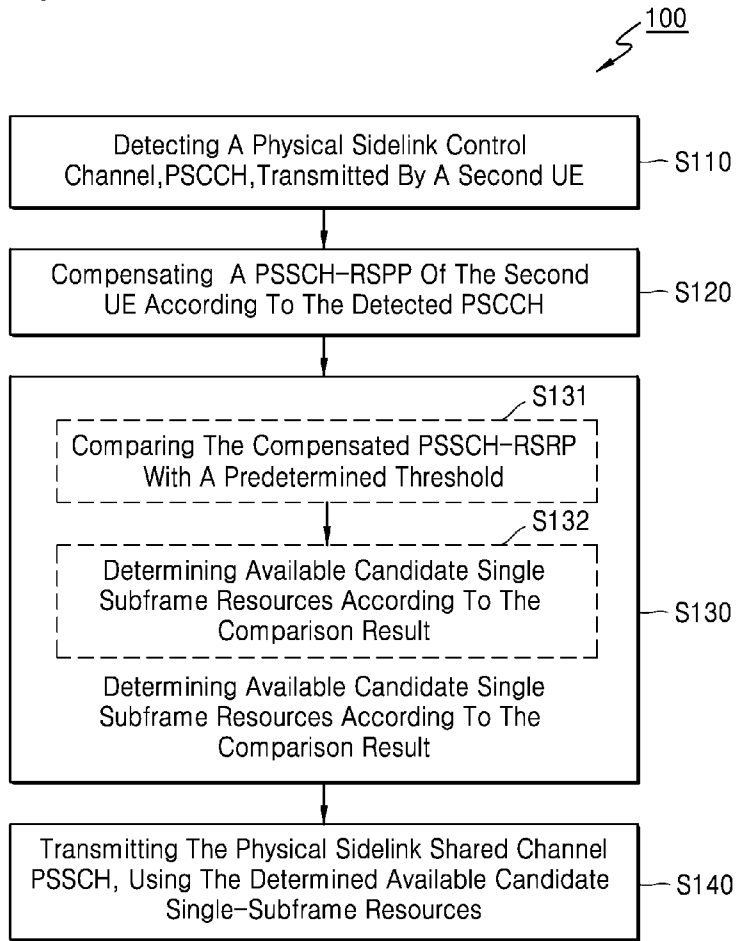 100
Detecting A Physical Sidelink Control
Channel,PSCCH,Transmitted By A Second UE
S110
Compensating A PSSCH-RSPP Of The Second
UE According To The Detected PSCCH
S120
S131
Comparing The Compensated PSSCH-RSRP
With A Predetermined Threshold
S132
Determining Available Candidate Single
Subframe Resources According To The
Comparison Result
S130
Determining Available Candidate Single
Subframe Resources According To The
Comparison Result
Transmitting The Physical Sidelink Shared Channel
PSSCH, Using The Determined Available Candidate
Single-Subframe Resources
S140